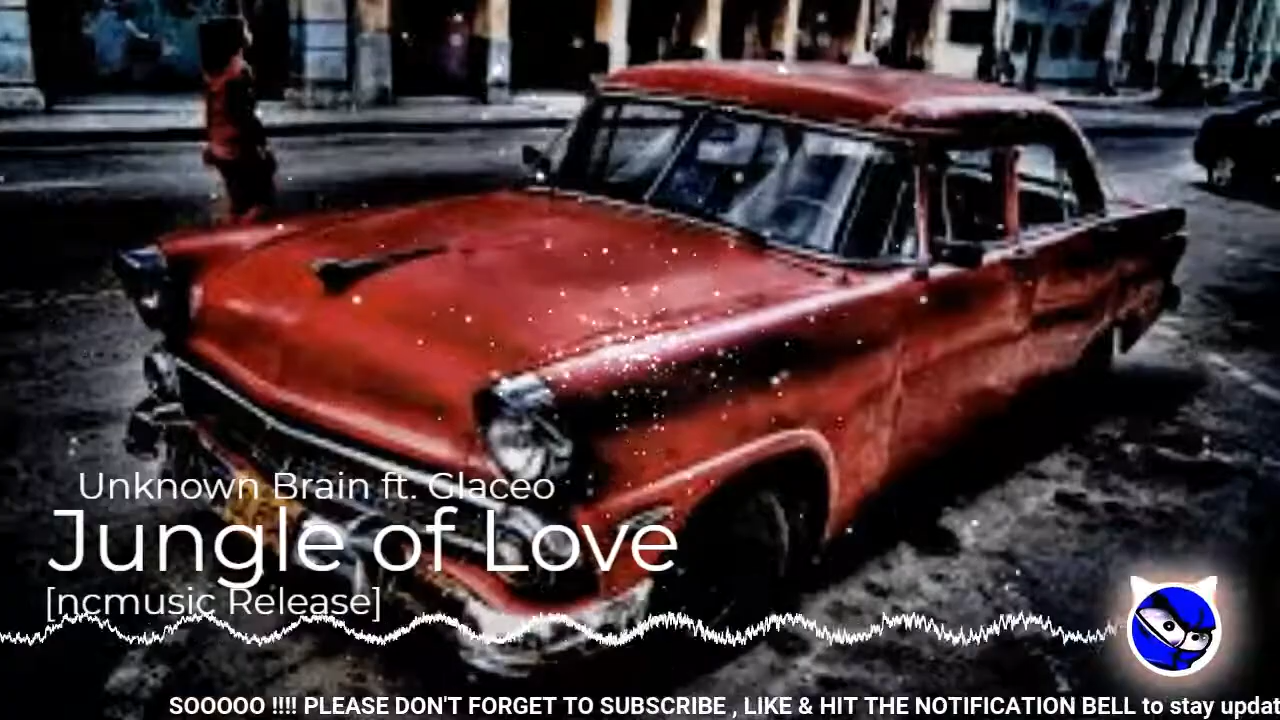 Unknown Brain ft. Glaceo
Jungle of Love
[ncmusic Release]
SOOOOO !!!! PLEASE DON'T FORGET TO SUBSCRIBE , LIKE & HIT THE NOTIFICATION BELL to stay updat